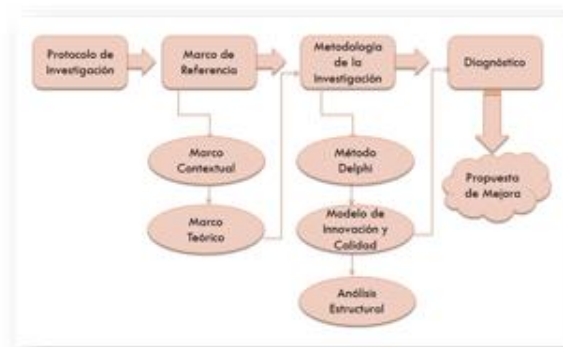 Protocolo de
Investigación
Marco de
Referencia
Metodología
de la
Investigación
Diagnóstico
Marco
Contextual
Marco
Teórico
Método
Delphi
Modelo de
Innovación y
Calidad
Análisis
Estructural
Propuesta
de Mejora